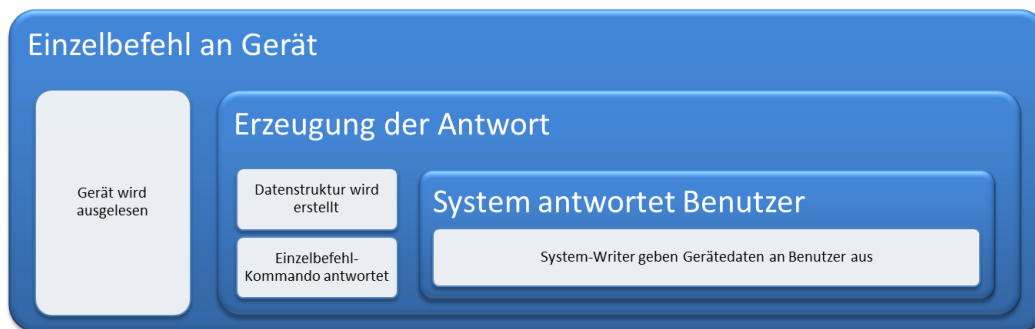 Einzelbefehl an Gerät
Gerät wird
ausgelesen
Erzeugung der Antwort
Datenstruktur wird
erstellt
Einzelbefehl-
Kommando antwortet
System antwortet Benutzer
System-Writer geben Gerätedaten an Benutzer aus